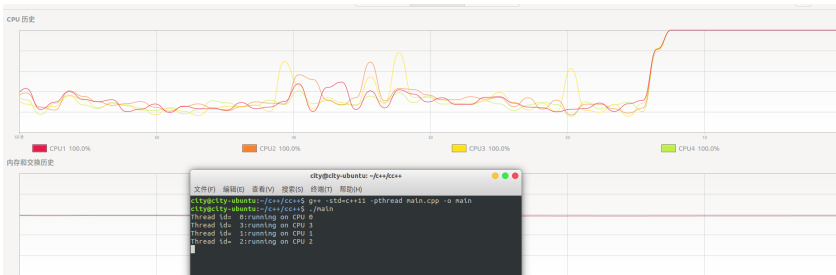 CPU 历史
CPU1 100.0%
CPU2 100.0%
CPU3 100.0%
CPU4 100.0%
内存和交换历史
city@city-ubuntu: ~/c++/cc++
文件(F) 编辑(E) 查看(V) 搜索(S) 终端(T) 帮助(H)
city@city-ubuntu:~/c++/cc++$ g++ -std=c++11 -pthread main.cpp -o main
city@city-ubuntu:~/c++/cc++$ ./main
Thread id=  0:running on CPU 0
Thread id=  3:running on CPU 3
Thread id=  1:running on CPU 1
Thread id=  2:running on CPU 2